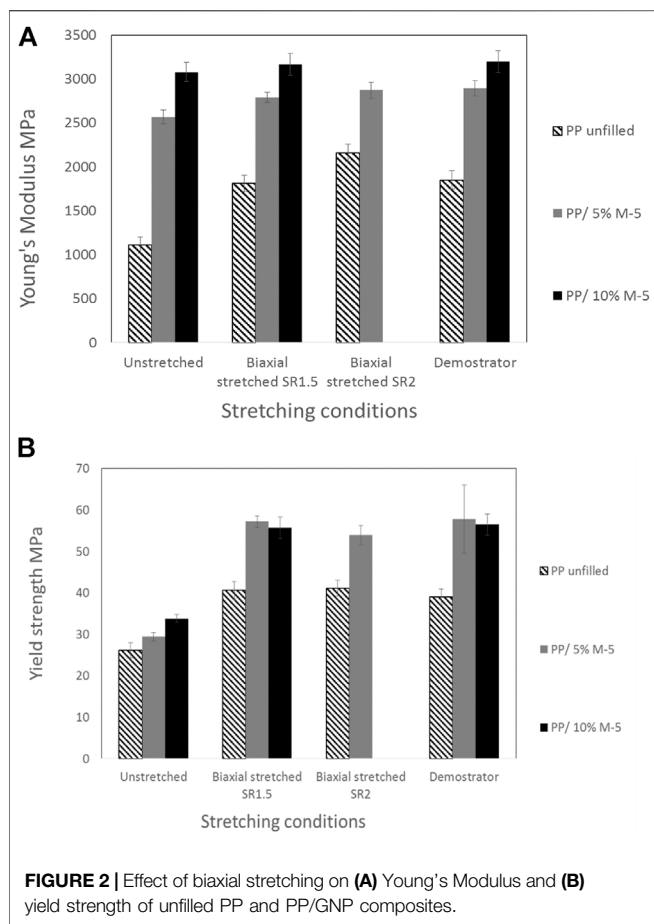 A
3500
3000
2500
2000
1500
1000
500
0
Young's Modulus MPa
Unstretched
Biaxial
stretched SR1.5
Biaxial
stretched SR2
Demostrator
Stretching conditions
PP unfilled
PP/ 5% M-5
PP/ 10% M-5
B
70
60
50
40
30
20
10
0
Yield strength MPa
Unstretched
Biaxial stretched
SR1.5
Biaxial stretched
SR2
Demostrator
Stretching conditions
PP unfilled
PP/ 5% M-5
PP/ 10% M-5
FIGURE 2 | Effect of biaxial stretching on (A) Young's Modulus and (B)
yield strength of unfilled PP and PP/GNP composites.